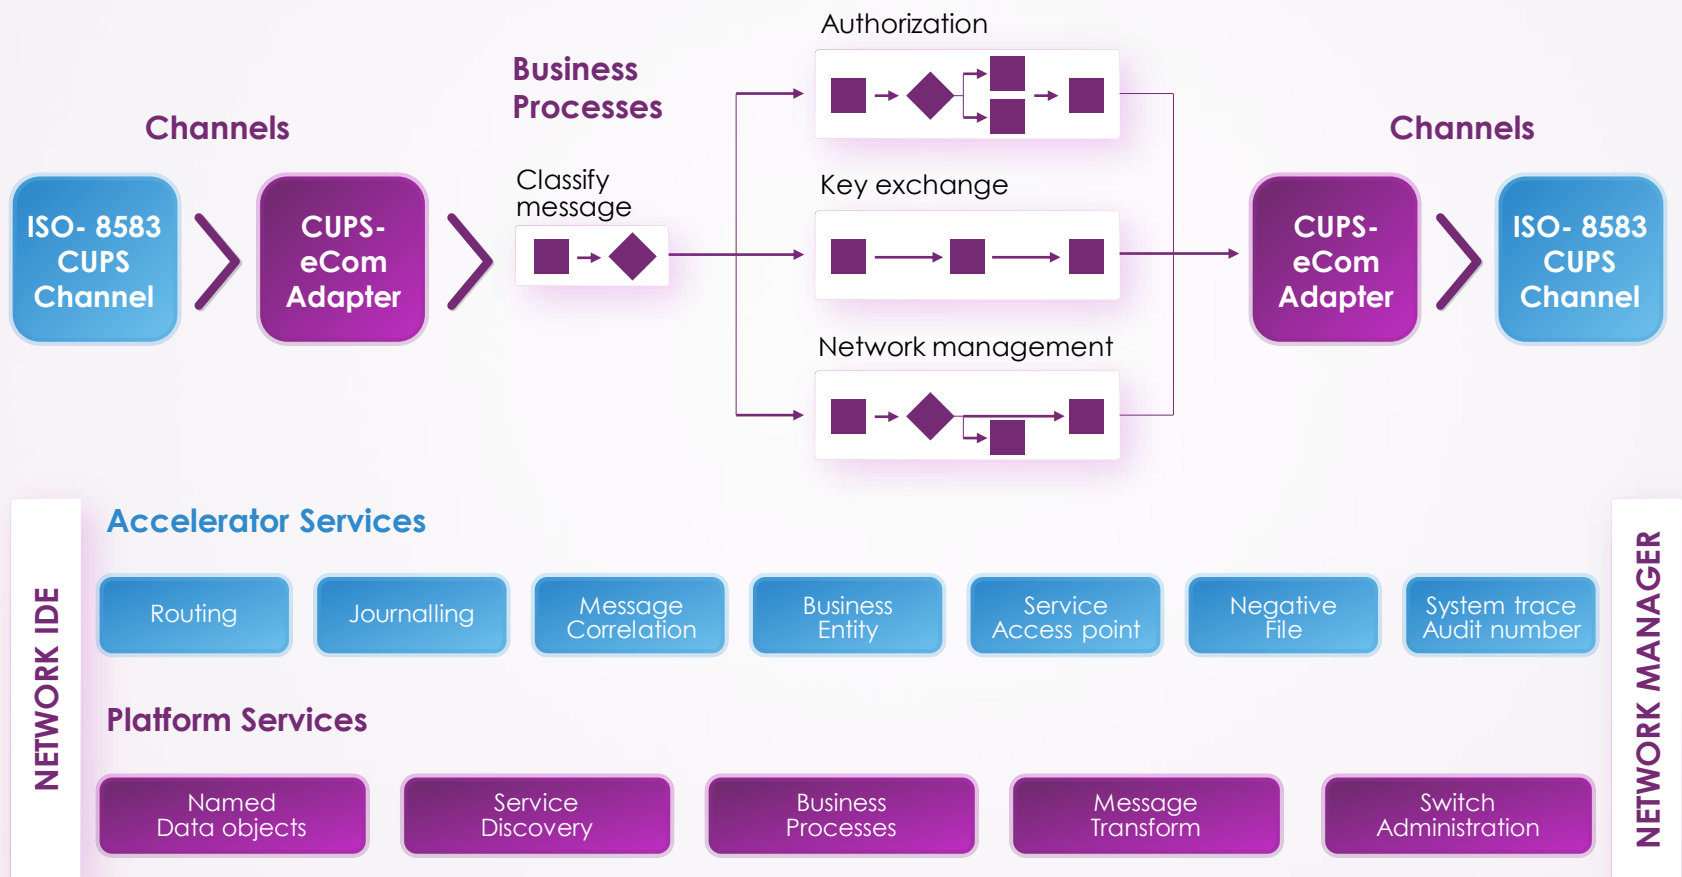 Authorization
Business
Processes
Channels
Channels
Classify
message
Key exchange
ISO- 8583
CUPS
Channel
CUPS-
eCom
Adapter
CUPS-
eCom
Adapter
ISO- 8583
CUPS
Channel
Network management
NETWORK IDE
Accelerator Services
Routing
Journalling
Message
Correlation
Business
Entity
Service
Access point
Negative
File
System trace
Audit number
Platform Services
Named
Data objects
Service
Discovery
Business
Processes
Message
Transform
Switch
Administration
NETWORK MANAGER